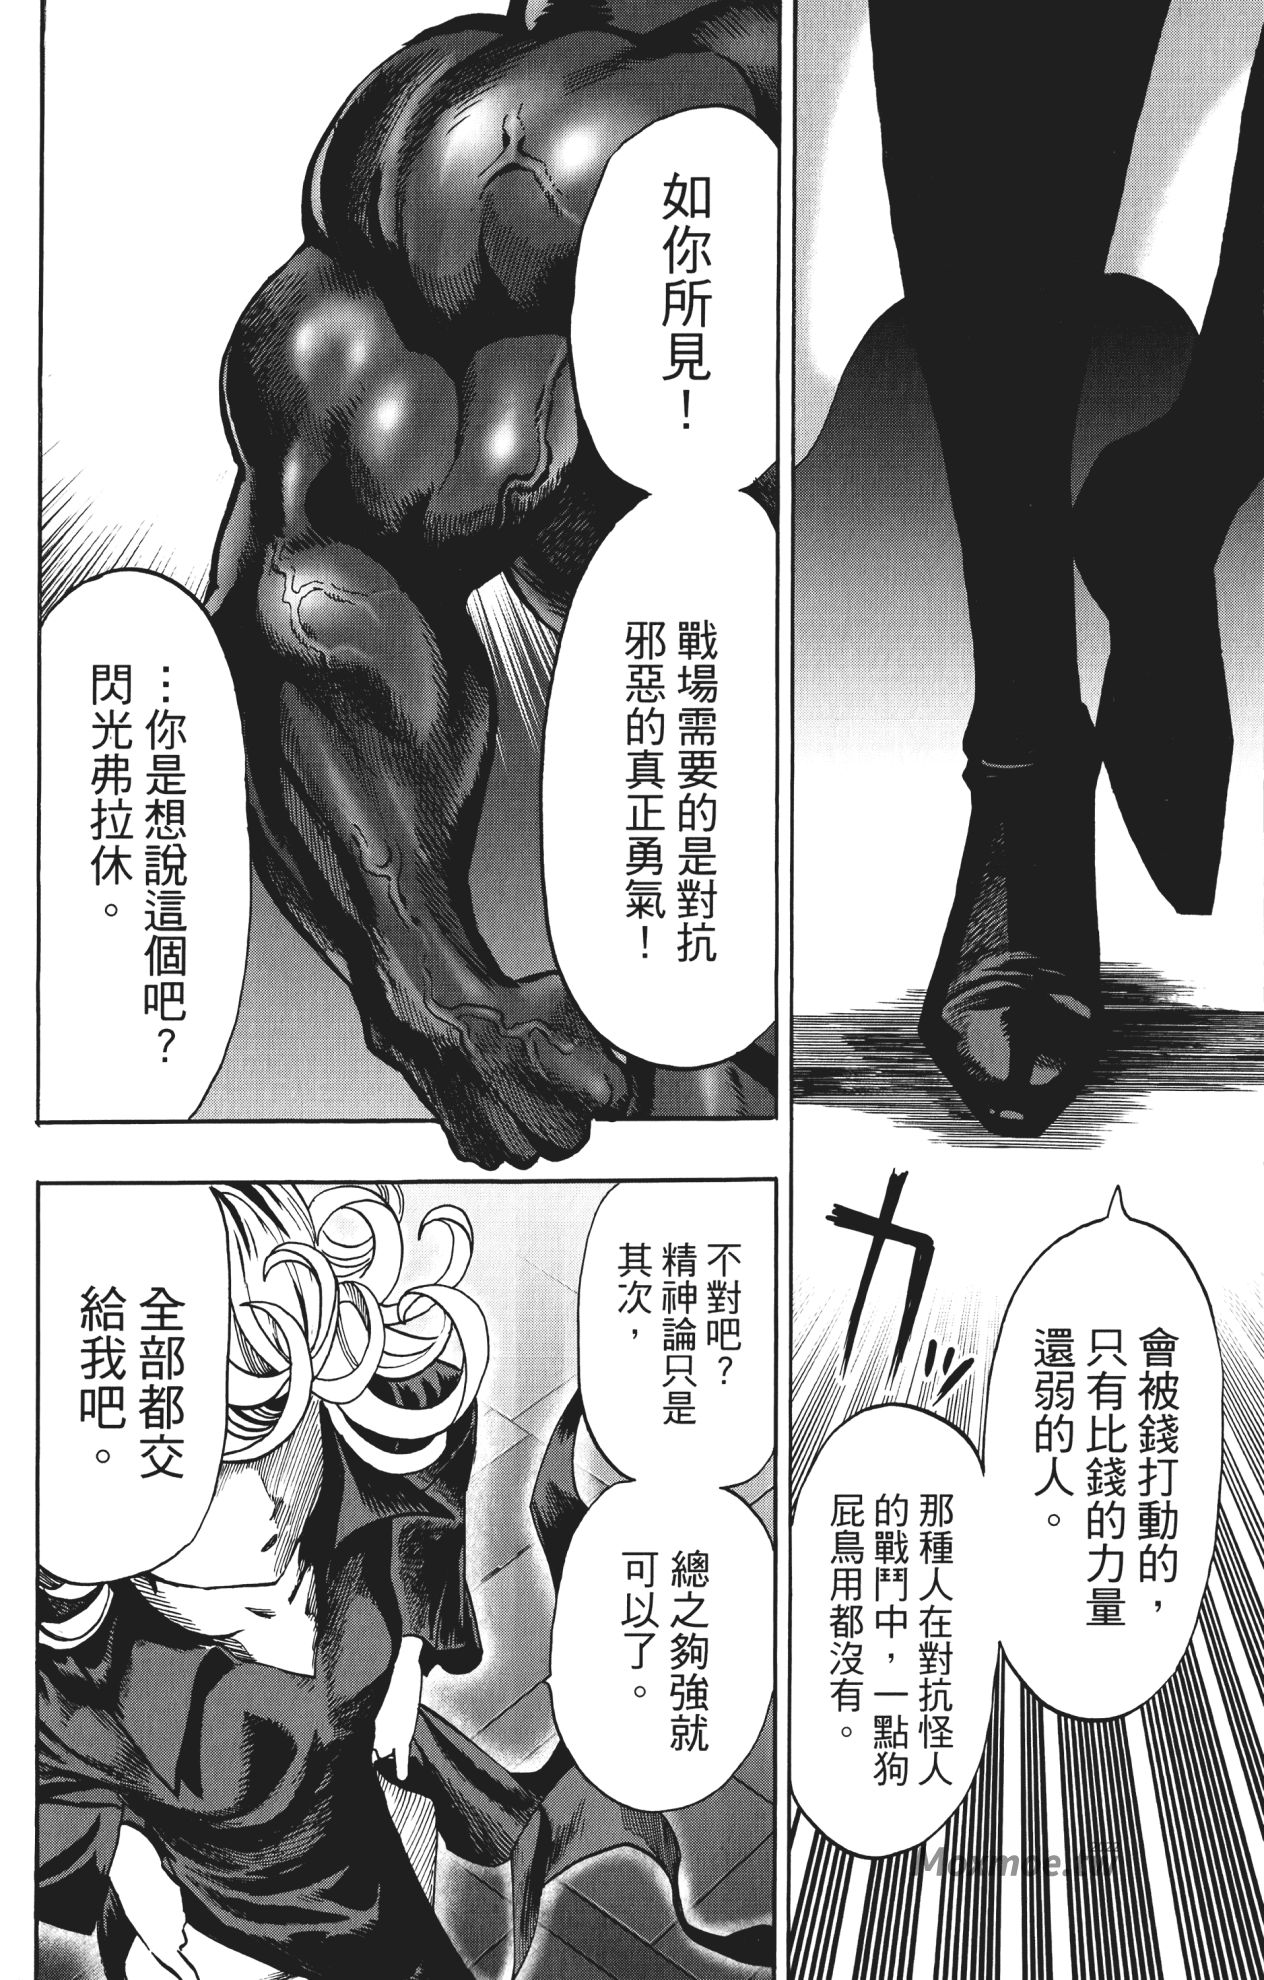 會被錢打動的，
只有比錢的力量
還弱的人。
那種人在對抗怪人
的戰鬥中，一點狗
屁鳥用都沒有。
カッ
如你所見！
戰場需要的是對抗
邪惡的真正勇氣！
…你是想說這個吧？
閃光弗拉休。
不對吧？
精神論只是
其次，
總之夠強就
可以了。
全部都交
給我吧。
2022
Moxmoe.tw